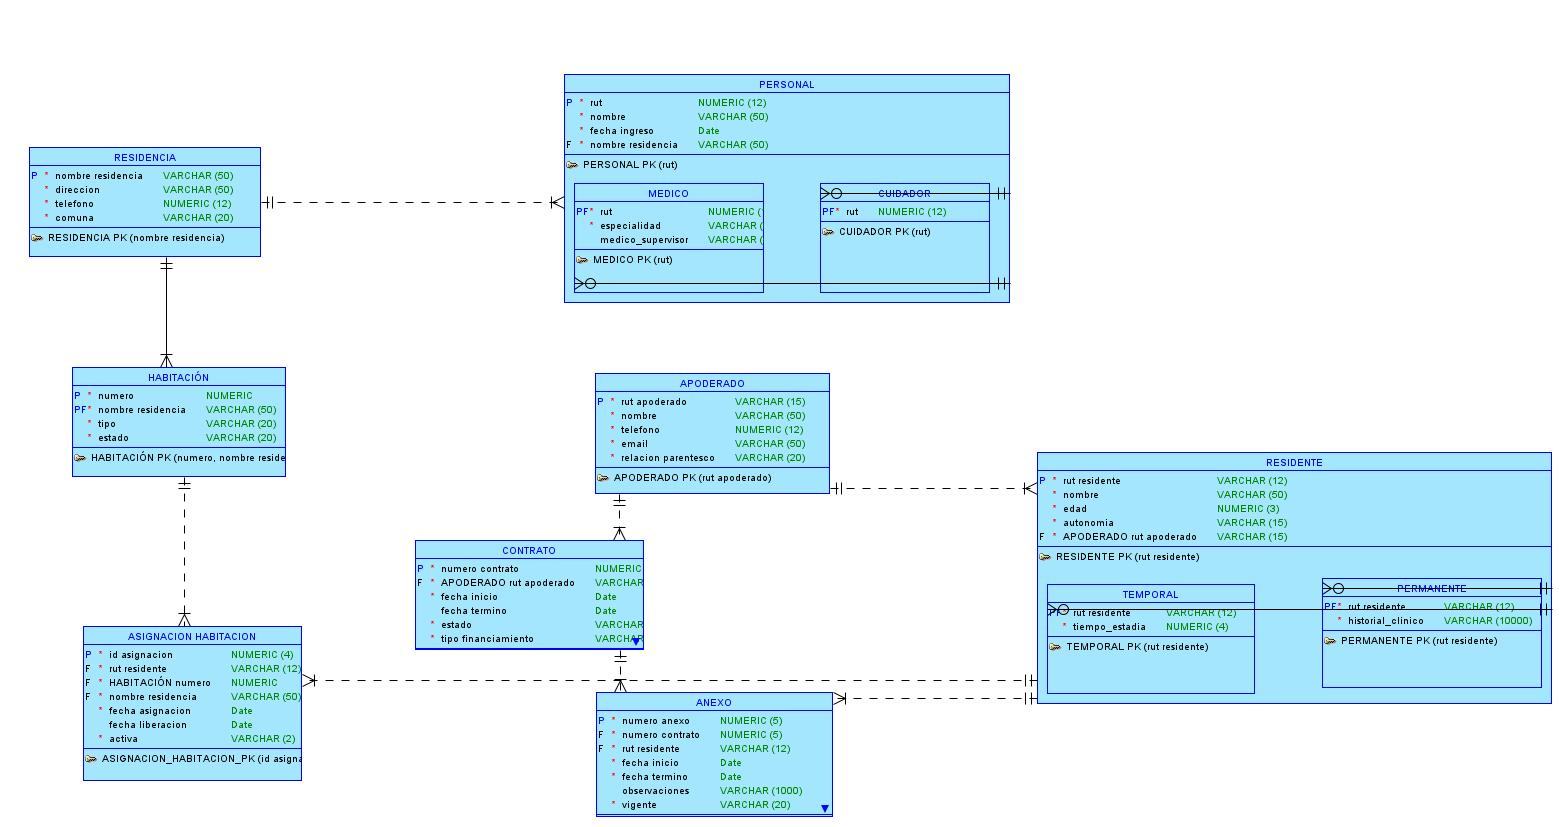 PERSONAL
P * rut NUMERIC (12)
* nombre VARCHAR (50)
* fecha ingreso Date
F * nombre residencia VARCHAR (50)
PERSONAL PK (rut)
MEDICO
PF* rut NUMERIC (
* especialidad VARCHAR (
medico_supervisor VARCHAR (
MEDICO PK (rut)
CUIDADOR
PF* rut NUMERIC (12)
CUIDADOR PK (rut)
RESIDENCIA
P * nombre residencia VARCHAR (50)
* direccion VARCHAR (50)
* telefono NUMERIC (12)
* comuna VARCHAR (20)
RESIDENCIA PK (nombre residencia)
HABITACIÓN
P * numero NUMERIC
PF* nombre residencia VARCHAR (50)
* tipo VARCHAR (20)
* estado VARCHAR (20)
HABITACIÓN PK (numero, nombre reside
APODERADO
P * rut apoderado VARCHAR (15)
* nombre VARCHAR (50)
* telefono NUMERIC (12)
* email VARCHAR (50)
* relacion parentesco VARCHAR (20)
APODERADO PK (rut apoderado)
RESIDENTE
P * rut residente VARCHAR (12)
* nombre VARCHAR (50)
* edad NUMERIC (3)
* autonomia VARCHAR (15)
F * APODERADO rut apoderado VARCHAR (15)
RESIDENTE PK (rut residente)
TEMPORAL
PF* rut residente VARCHAR (12)
* tiempo_estadia NUMERIC (4)
TEMPORAL PK (rut residente)
PERMANENTE
PF* rut residente VARCHAR (12)
* historial_clinico VARCHAR (10000)
PERMANENTE PK (rut residente)
CONTRATO
P * numero contrato NUMERIC
F * APODERADO rut apoderado VARCHAR
* fecha inicio Date
fecha termino Date
* estado VARCHAR
* tipo financiamiento VARCHAR
ASIGNACION HABITACION
P * id asignacion NUMERIC (4)
F * rut residente VARCHAR (12)
F * HABITACIÓN numero NUMERIC
F * nombre residencia VARCHAR (50)
* fecha asignacion Date
fecha liberacion Date
* activa VARCHAR (2)
ASIGNACION_HABITACION_PK (id asigna
ANEXO
P * numero anexo NUMERIC (5)
F * numero contrato NUMERIC (5)
F * rut residente VARCHAR (12)
* fecha inicio Date
* fecha termino Date
observaciones VARCHAR (1000)
* vigente VARCHAR (20)